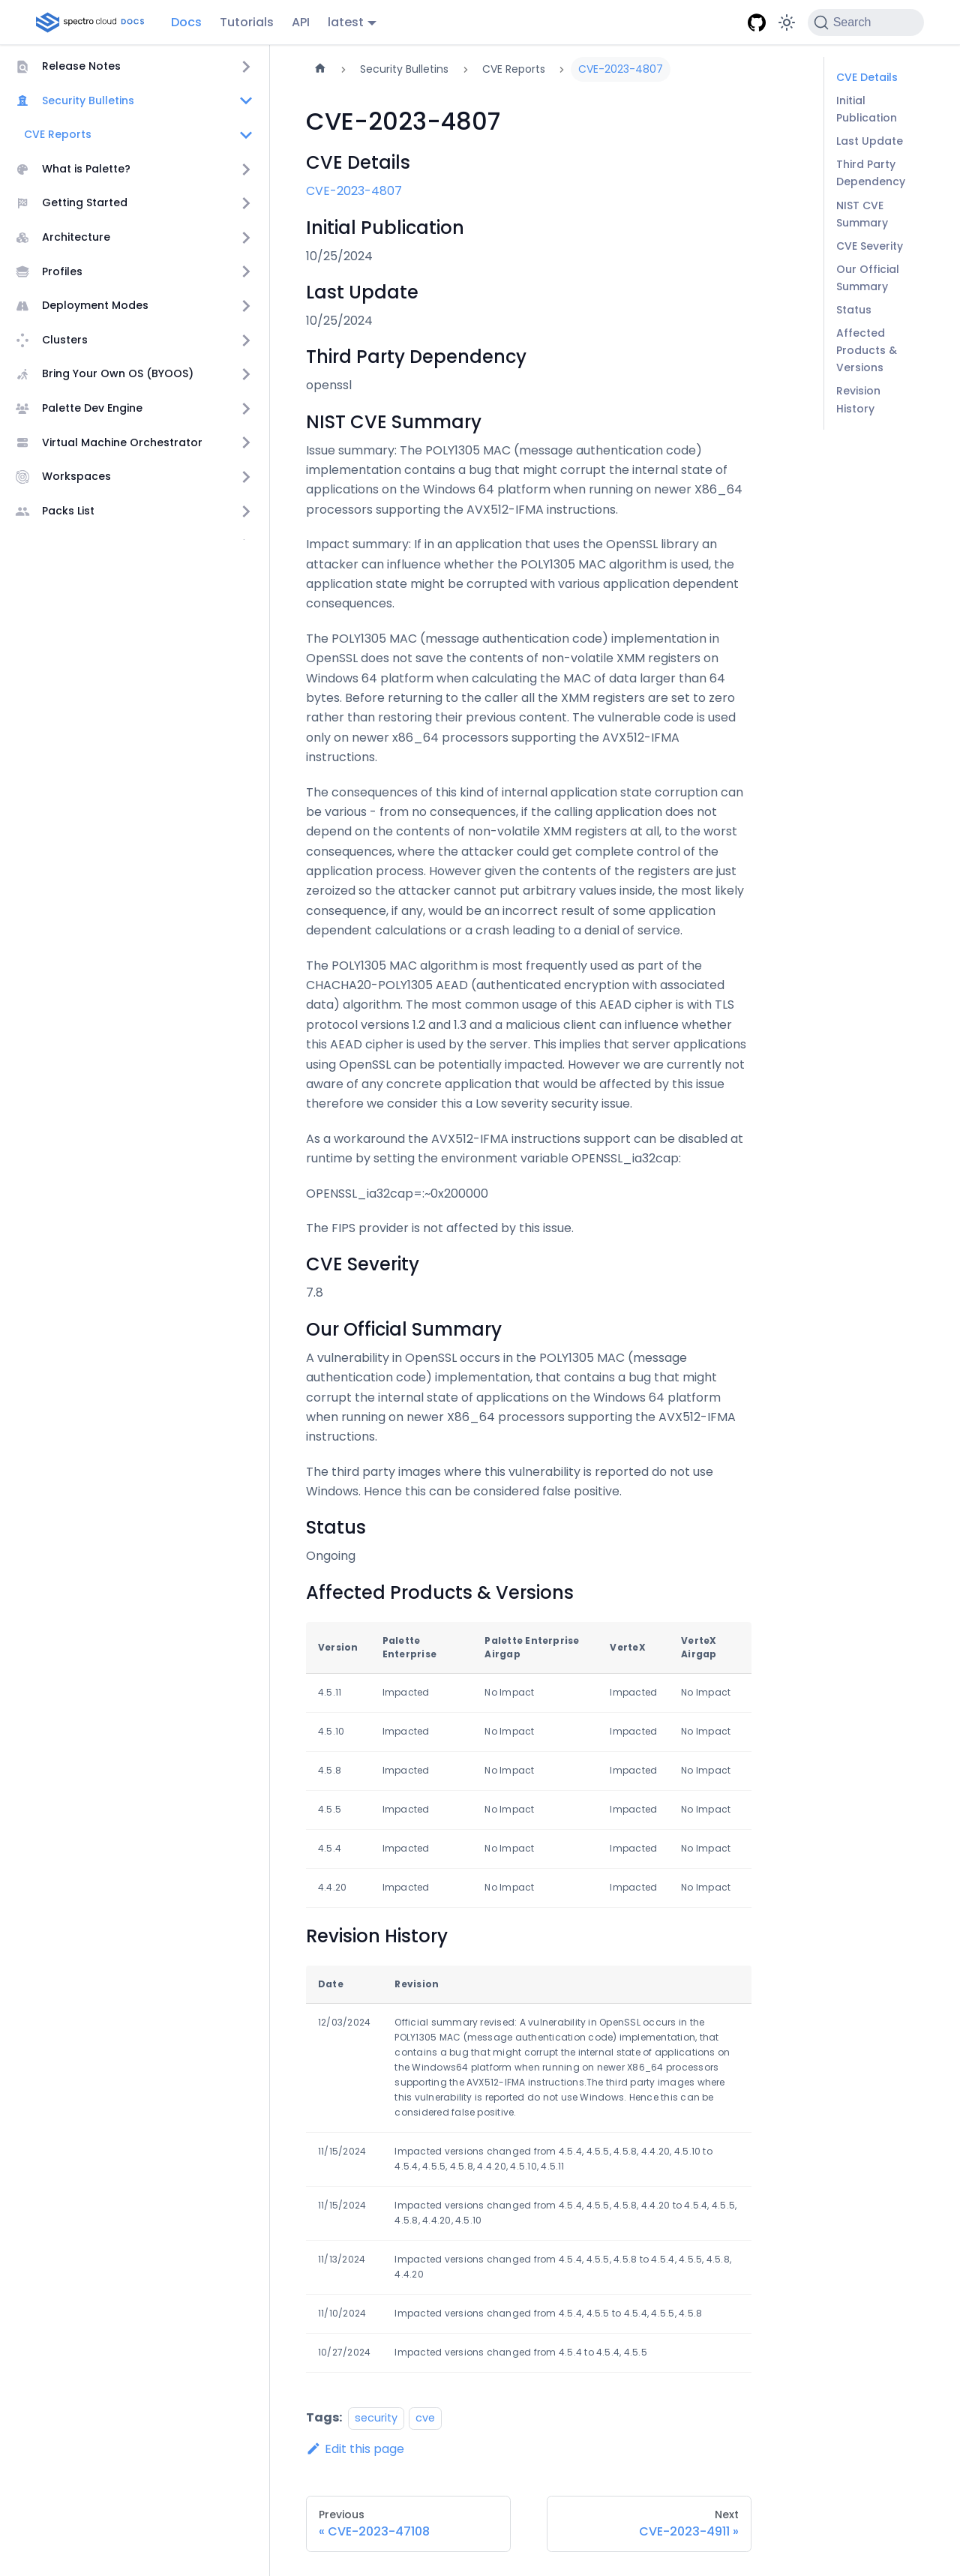 spectro cloud DOCS
Docs
Tutorials
API
latest
Search
Release Notes
Security Bulletins
CVE Reports
What is Palette?
Getting Started
Architecture
Profiles
Deployment Modes
Clusters
Bring Your Own OS (BYOOS)
Palette Dev Engine
Virtual Machine Orchestrator
Workspaces
Packs List
Security Bulletins
CVE Reports
CVE-2023-4807
CVE-2023-4807
CVE Details
CVE-2023-4807
Initial Publication
10/25/2024
Last Update
10/25/2024
Third Party Dependency
openssl
NIST CVE Summary
Issue summary: The POLY1305 MAC (message authentication code)
implementation contains a bug that might corrupt the internal state of
applications on the Windows 64 platform when running on newer X86_64
processors supporting the AVX512-IFMA instructions.
Impact summary: If in an application that uses the OpenSSL library an
attacker can influence whether the POLY1305 MAC algorithm is used, the
application state might be corrupted with various application dependent
consequences.
The POLY1305 MAC (message authentication code) implementation in
OpenSSL does not save the contents of non-volatile XMM registers on
Windows 64 platform when calculating the MAC of data larger than 64
bytes. Before returning to the caller all the XMM registers are set to zero
rather than restoring their previous content. The vulnerable code is used
only on newer x86_64 processors supporting the AVX512-IFMA
instructions.
The consequences of this kind of internal application state corruption can
be various - from no consequences, if the calling application does not
depend on the contents of non-volatile XMM registers at all, to the worst
consequences, where the attacker could get complete control of the
application process. However given the contents of the registers are just
zeroized so the attacker cannot put arbitrary values inside, the most likely
consequence, if any, would be an incorrect result of some application
dependent calculations or a crash leading to a denial of service.
The POLY1305 MAC algorithm is most frequently used as part of the
CHACHA20-POLY1305 AEAD (authenticated encryption with associated
data) algorithm. The most common usage of this AEAD cipher is with TLS
protocol versions 1.2 and 1.3 and a malicious client can influence whether
this AEAD cipher is used by the server. This implies that server applications
using OpenSSL can be potentially impacted. However we are currently not
aware of any concrete application that would be affected by this issue
therefore we consider this a Low severity security issue.
As a workaround the AVX512-IFMA instructions support can be disabled at
runtime by setting the environment variable OPENSSL_ia32cap:
OPENSSL_ia32cap=:~0x200000
The FIPS provider is not affected by this issue.
CVE Severity
7.8
Our Official Summary
A vulnerability in OpenSSL occurs in the POLY1305 MAC (message
authentication code) implementation, that contains a bug that might
corrupt the internal state of applications on the Windows 64 platform
when running on newer X86_64 processors supporting the AVX512-IFMA
instructions.
The third party images where this vulnerability is reported do not use
Windows. Hence this can be considered false positive.
Status
Ongoing
Affected Products & Versions
Version Palette Enterprise Palette Enterprise Airgap VerteX VerteX Airgap
4.5.11 Impacted No Impact Impacted No Impact
4.5.10 Impacted No Impact Impacted No Impact
4.5.8 Impacted No Impact Impacted No Impact
4.5.5 Impacted No Impact Impacted No Impact
4.5.4 Impacted No Impact Impacted No Impact
4.4.20 Impacted No Impact Impacted No Impact
Revision History
Date Revision
12/03/2024 Official summary revised: A vulnerability in OpenSSL occurs in the
POLY1305 MAC (message authentication code) implementation, that
contains a bug that might corrupt the internal state of applications on
the Windows64 platform when running on newer X86_64 processors
supporting the AVX512-IFMA instructions.The third party images where
this vulnerability is reported do not use Windows. Hence this can be
considered false positive.
11/15/2024 Impacted versions changed from 4.5.4, 4.5.5, 4.5.8, 4.4.20, 4.5.10 to
4.5.4, 4.5.5, 4.5.8, 4.4.20, 4.5.10, 4.5.11
11/15/2024 Impacted versions changed from 4.5.4, 4.5.5, 4.5.8, 4.4.20 to 4.5.4, 4.5.5,
4.5.8, 4.4.20, 4.5.10
11/13/2024 Impacted versions changed from 4.5.4, 4.5.5, 4.5.8 to 4.5.4, 4.5.5, 4.5.8,
4.4.20
11/10/2024 Impacted versions changed from 4.5.4, 4.5.5 to 4.5.4, 4.5.5, 4.5.8
10/27/2024 Impacted versions changed from 4.5.4 to 4.5.4, 4.5.5
Tags: security cve
Edit this page
Previous
« CVE-2023-47108
Next
CVE-2023-4911 »
CVE Details
Initial
Publication
Last Update
Third Party
Dependency
NIST CVE
Summary
CVE Severity
Our Official
Summary
Status
Affected
Products &
Versions
Revision
History